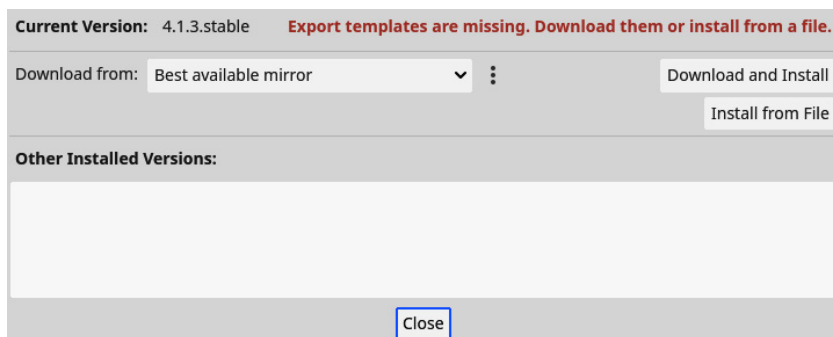 Current Version: 4.1.3.stable Export templates are missing. Download them or install from a file.
Download from: Best available mirror Download and Install
Install from File
Other Installed Versions:
Close